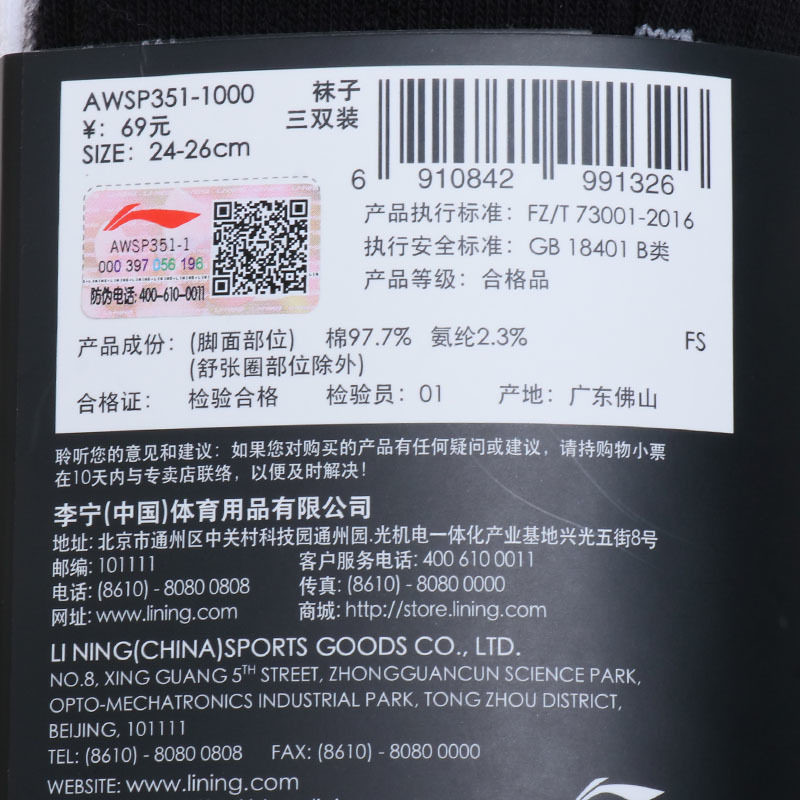 AWSP351-1000 袜子
¥: 69元 三双装
SIZE: 24-26cm
6 910842 991326
产品执行标准: FZ/T 73001-2016
执行安全标准: GB 18401 B类
产品等级: 合格品
AWSP351-1
000 397 056 196
防伪电话:400-610-0011
产品成份: (脚面部位) 棉97.7% 氨纶2.3% FS
(舒张圈部位除外)
合格证: 检验合格 检验员: 01 产地: 广东佛山
聆听您的意见和建议: 如果您对购买的产品有任何疑问或建议, 请持购物小票
在10天内与专卖店联络, 以便及时解决!
李宁(中国)体育用品有限公司
地址: 北京市通州区中关村科技园通州园.光机电一体化产业基地兴光五街8号
邮编: 101111 客户服务电话: 400 610 0011
电话: (8610) - 8080 0808 传真: (8610) - 8080 0000
网址: www.lining.com 商城: http://store.lining.com
LI NING(CHINA)SPORTS GOODS CO., LTD.
NO.8, XING GUANG 5TH STREET, ZHONGGUANCUN SCIENCE PARK,
OPTO-MECHATRONICS INDUSTRIAL PARK, TONG ZHOU DISTRICT,
BEIJING, 101111
TEL: (8610) - 8080 0808 FAX: (8610) - 8080 0000
WEBSITE: www.lining.com